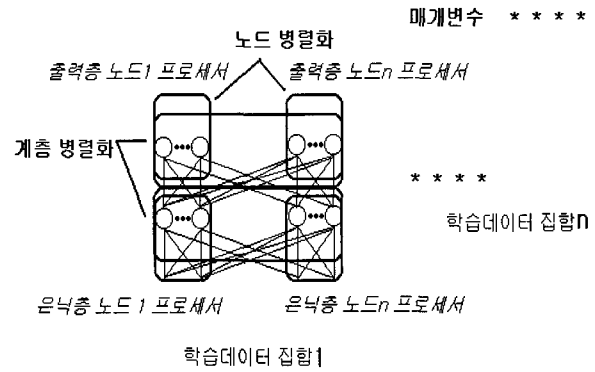 매개변수 * * * *
노드 병렬화
출력층 노드1 프로세서 출력층 노드n 프로세서
계층 병렬화
* * * *
학습데이터 집합n
은닉층 노드 1 프로세서 은닉층 노드n 프로세서
학습데이터 집합1